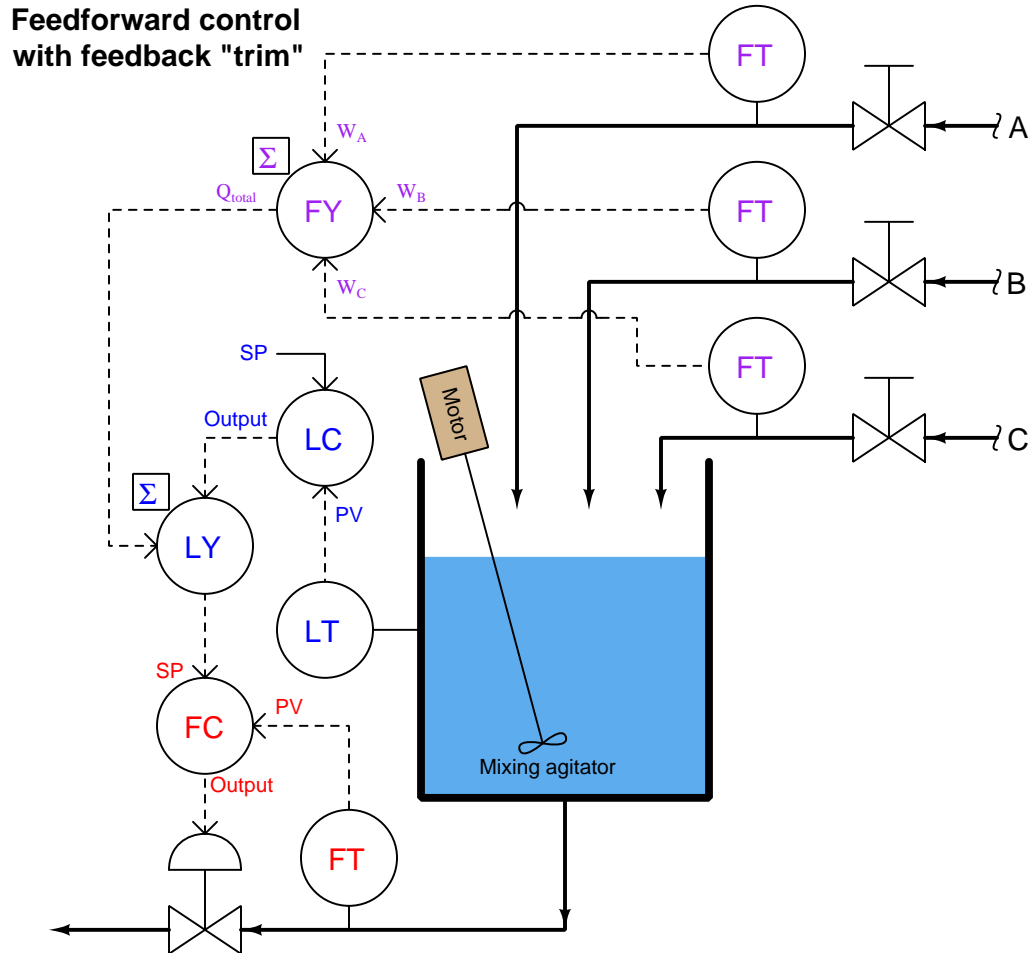 Feedforward control
with feedback "trim"
FT
A
W_A
Σ
FY
Q_total
W_B
FT
B
W_C
FT
C
SP
LC
Output
Motor
PV
Σ
LY
LT
SP
FC
PV
Output
Mixing agitator
FT